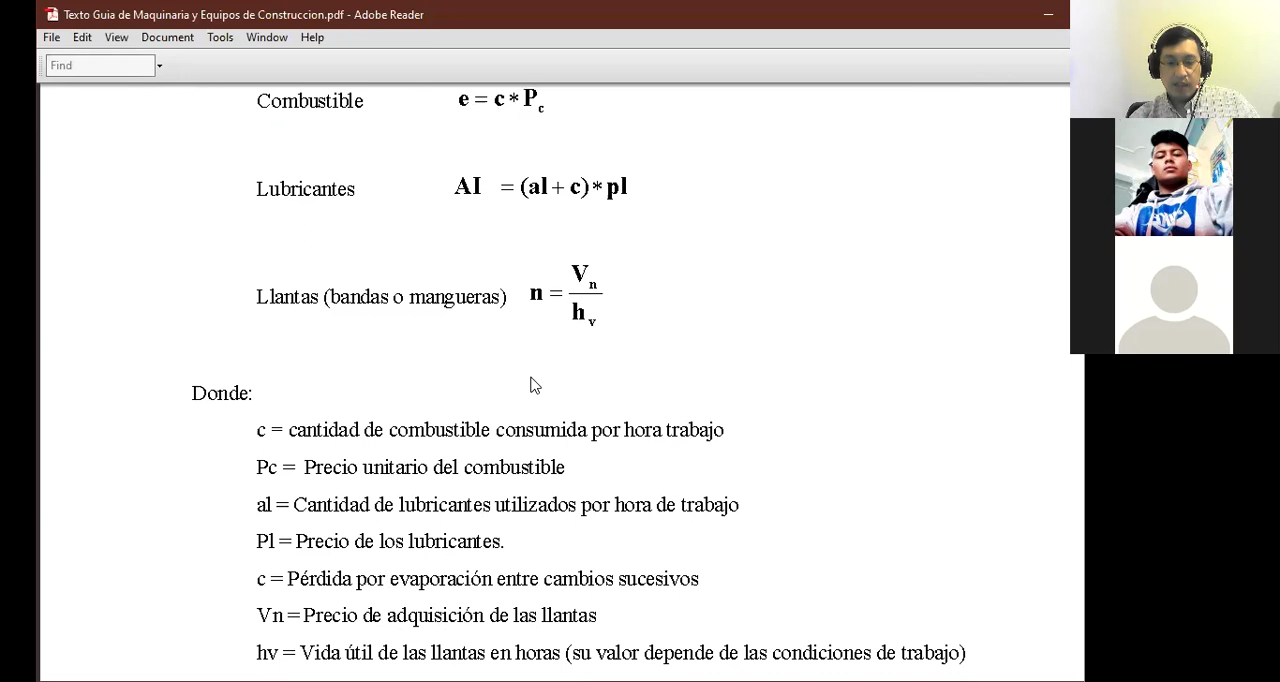 Texto Guia de Maquinaria y Equipos de Construccion.pdf - Adobe Reader
File Edit View Document Tools Window Help
Find
Combustible e = c * Pc
Lubricantes AI = (al + c) * pl
Llantas (bandas o mangueras) n = Vn / hv
Donde:
c = cantidad de combustible consumida por hora trabajo
Pc = Precio unitario del combustible
al = Cantidad de lubricantes utilizados por hora de trabajo
Pl = Precio de los lubricantes.
c = Pérdida por evaporación entre cambios sucesivos
Vn = Precio de adquisición de las llantas
hv = Vida útil de las llantas en horas (su valor depende de las condiciones de trabajo)